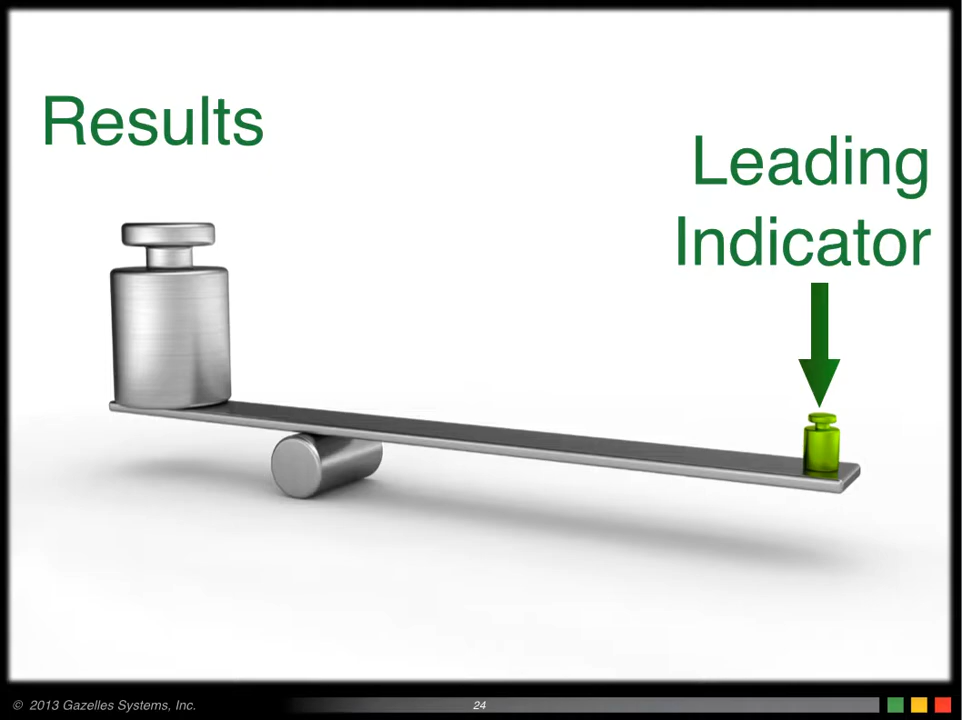 Results
Leading
Indicator
© 2013 Gazelles Systems, Inc.
24